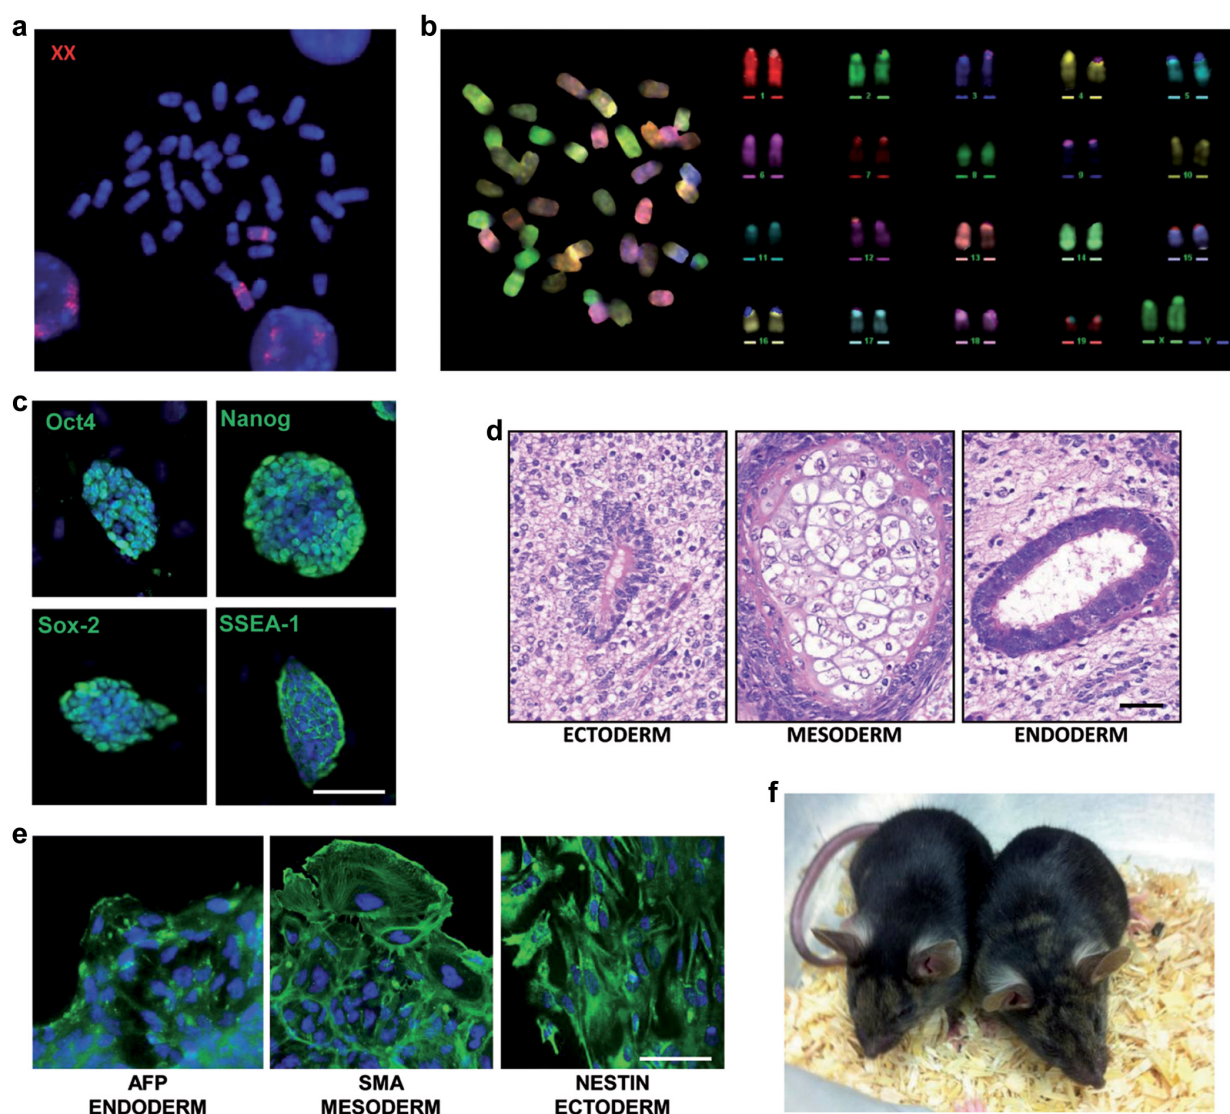 a
XX
b
1 2 3 4 5
6 7 8 9 10
11 12 13 14 15
16 17 18 19 X Y
c
Oct4
Nanog
Sox-2
SSEA-1
d
ECTODERM
MESODERM
ENDODERM
e
AFP
ENDODERM
SMA
MESODERM
NESTIN
ECTODERM
f